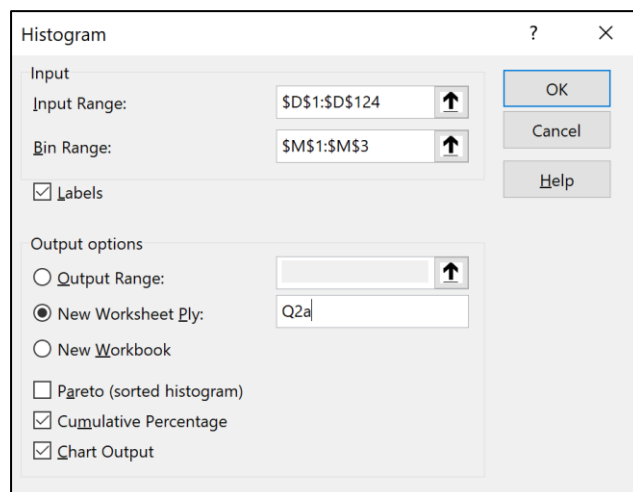 Histogram ? ×
Input
Input Range: $D$1:$D$124 OK
Bin Range: $M$1:$M$3 Cancel
Labels Help
Output options
Output Range:
New Worksheet Ply: Q2a
New Workbook
Pareto (sorted histogram)
Cumulative Percentage
Chart Output